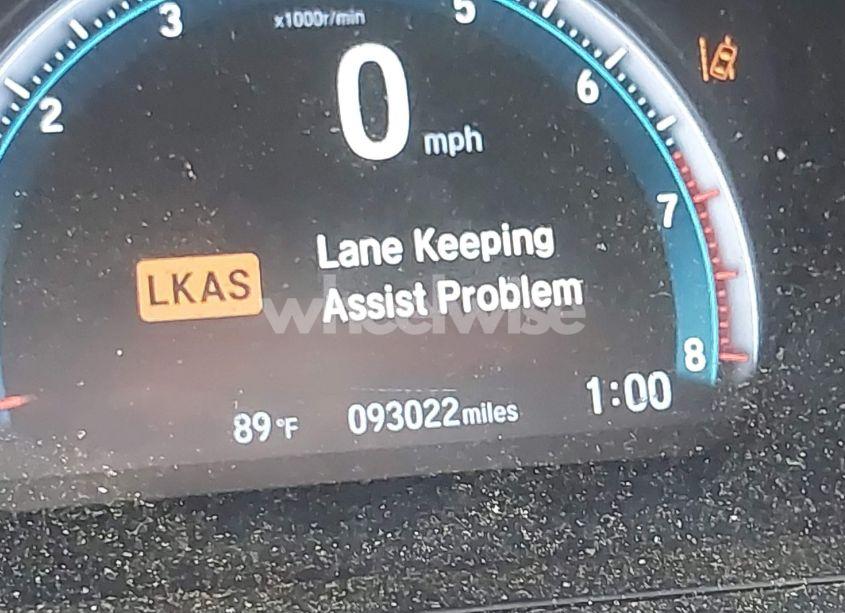 3
x1000r/min
5
2
0 mph
6
7
Lane Keeping
LKAS
Assist Problem
wheelwise
8
89°F 093022miles 1:00